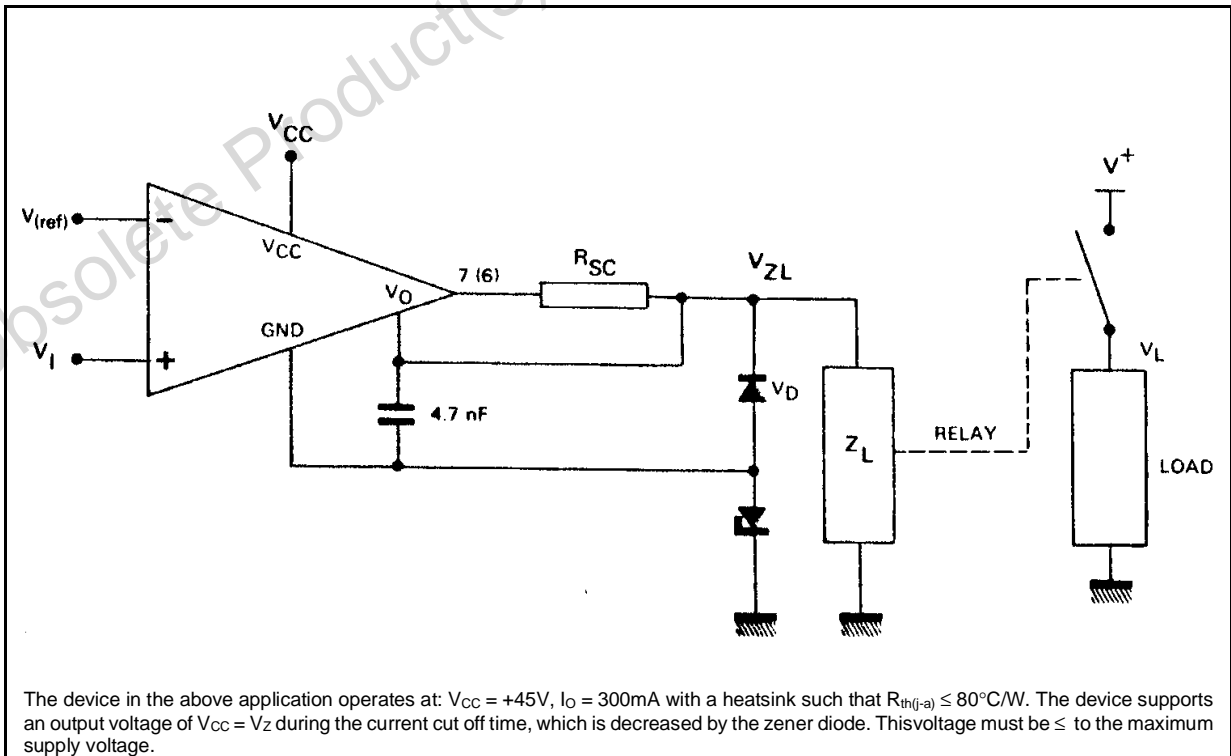 Obsolete Product(s)
VCC
V+
V(ref)
-
VCC
7 (6)
RSC
VZL
VO
GND
VI
+
4.7 nF
VD
ZL
RELAY
VL
LOAD
The device in the above application operates at: VCC = +45V, IO = 300mA with a heatsink such that Rth(j-a) ≤ 80°C/W. The device supports
an output voltage of VCC = VZ during the current cut off time, which is decreased by the zener diode. Thisvoltage must be ≤ to the maximum
supply voltage.